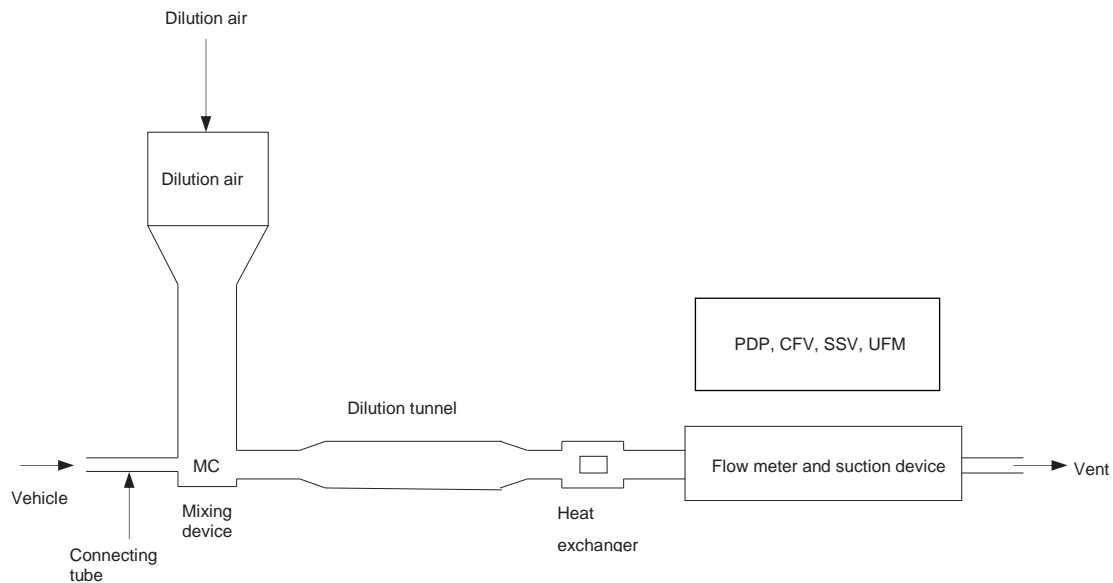 Dilution air
Dilution air
PDP, CFV, SSV, UFM
Dilution tunnel
MC
Flow meter and suction device
Vent
Vehicle
Mixing
device
Heat
exchanger
Connecting
tube